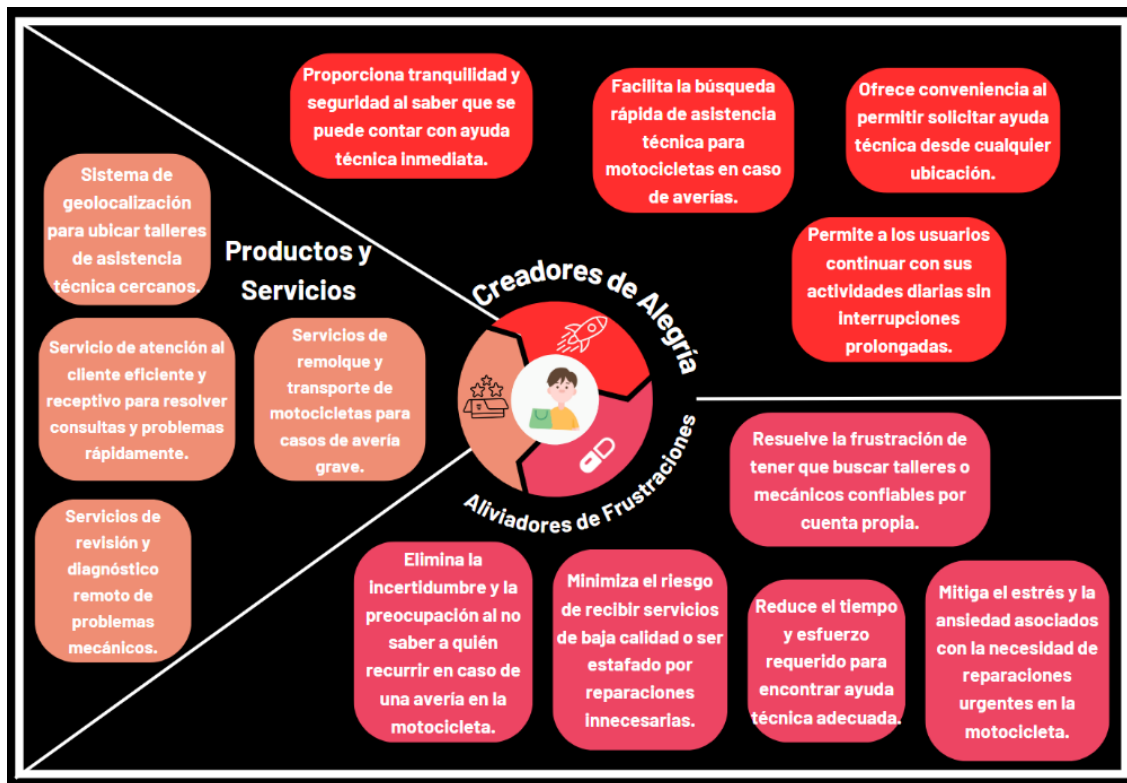 Proporciona tranquilidad y
seguridad al saber que se
puede contar con ayuda
técnica inmediata.
Facilita la búsqueda
rápida de asistencia
técnica para
motocicletas en caso
de averías.
Ofrece conveniencia al
permitir solicitar ayuda
técnica desde cualquier
ubicación.
Permite a los usuarios
continuar con sus
actividades diarias sin
interrupciones
prolongadas.
Sistema de
geolocalización
para ubicar talleres
de asistencia
técnica cercanos.
Productos y
Servicios
Servicio de atención al
cliente eficiente y
receptivo para resolver
consultas y problemas
rápidamente.
Servicios de
remolque y
transporte de
motocicletas para
casos de avería
grave.
Servicios de
revisión y
diagnóstico
remoto de
problemas
mecánicos.
Creadores de Alegría
Aliviadores de Frustraciones
Resuelve la frustración de
tener que buscar talleres o
mecánicos confiables por
cuenta propia.
Elimina la
incertidumbre y la
preocupación al no
saber a quién
recurrir en caso de
una avería en la
motocicleta.
Minimiza el riesgo
de recibir servicios
de baja calidad o ser
estafado por
reparaciones
innecesarias.
Reduce el tiempo
y esfuerzo
requerido para
encontrar ayuda
técnica adecuada.
Mitiga el estrés y la
ansiedad asociados
con la necesidad de
reparaciones
urgentes en la
motocicleta.